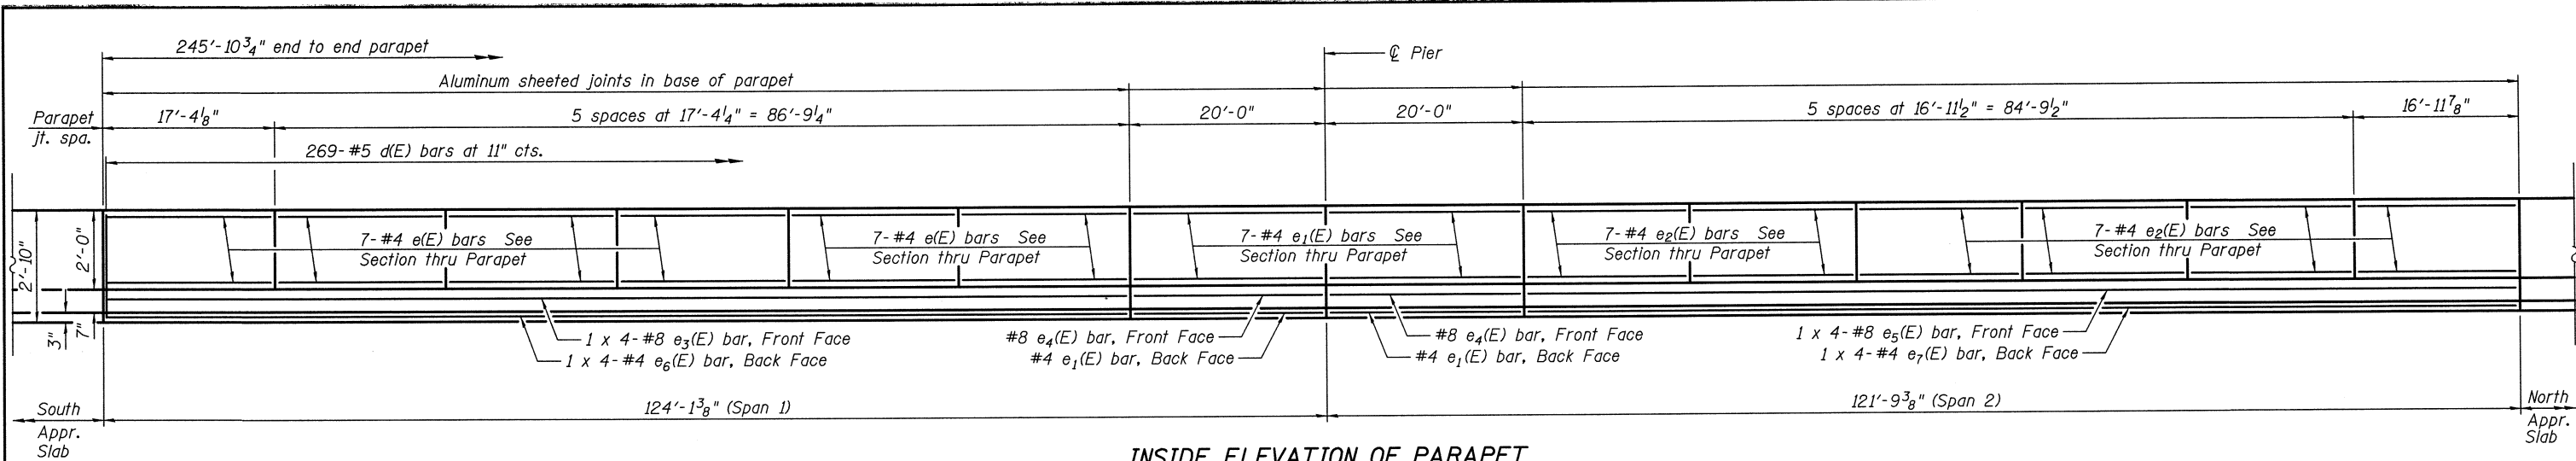 245'-10¾" end to end parapet
℄ Pier
Aluminum sheeted joints in base of parapet
Parapet
jt. spa.
17'-4⅛"
5 spaces at 17'-4¼" = 86'-9¼"
20'-0"
20'-0"
5 spaces at 16'-11½" = 84'-9½"
16'-11⅞"
269-#5 d(E) bars at 11" cts.
2'-10"
2'-0"
3"
7"
7-#4 e(E) bars See
Section thru Parapet
7-#4 e(E) bars See
Section thru Parapet
7-#4 e₁(E) bars See
Section thru Parapet
7-#4 e₂(E) bars See
Section thru Parapet
7-#4 e₂(E) bars See
Section thru Parapet
1 x 4-#8 e₃(E) bar, Front Face
1 x 4-#4 e₆(E) bar, Back Face
#8 e₄(E) bar, Front Face
#4 e₁(E) bar, Back Face
#8 e₄(E) bar, Front Face
#4 e₁(E) bar, Back Face
1 x 4-#8 e₅(E) bar, Front Face
1 x 4-#4 e₇(E) bar, Back Face
South
Appr.
Slab
124'-1⅜" (Span 1)
121'-9⅜" (Span 2)
North
Appr.
Slab
INSIDE ELEVATION OF PARAPET